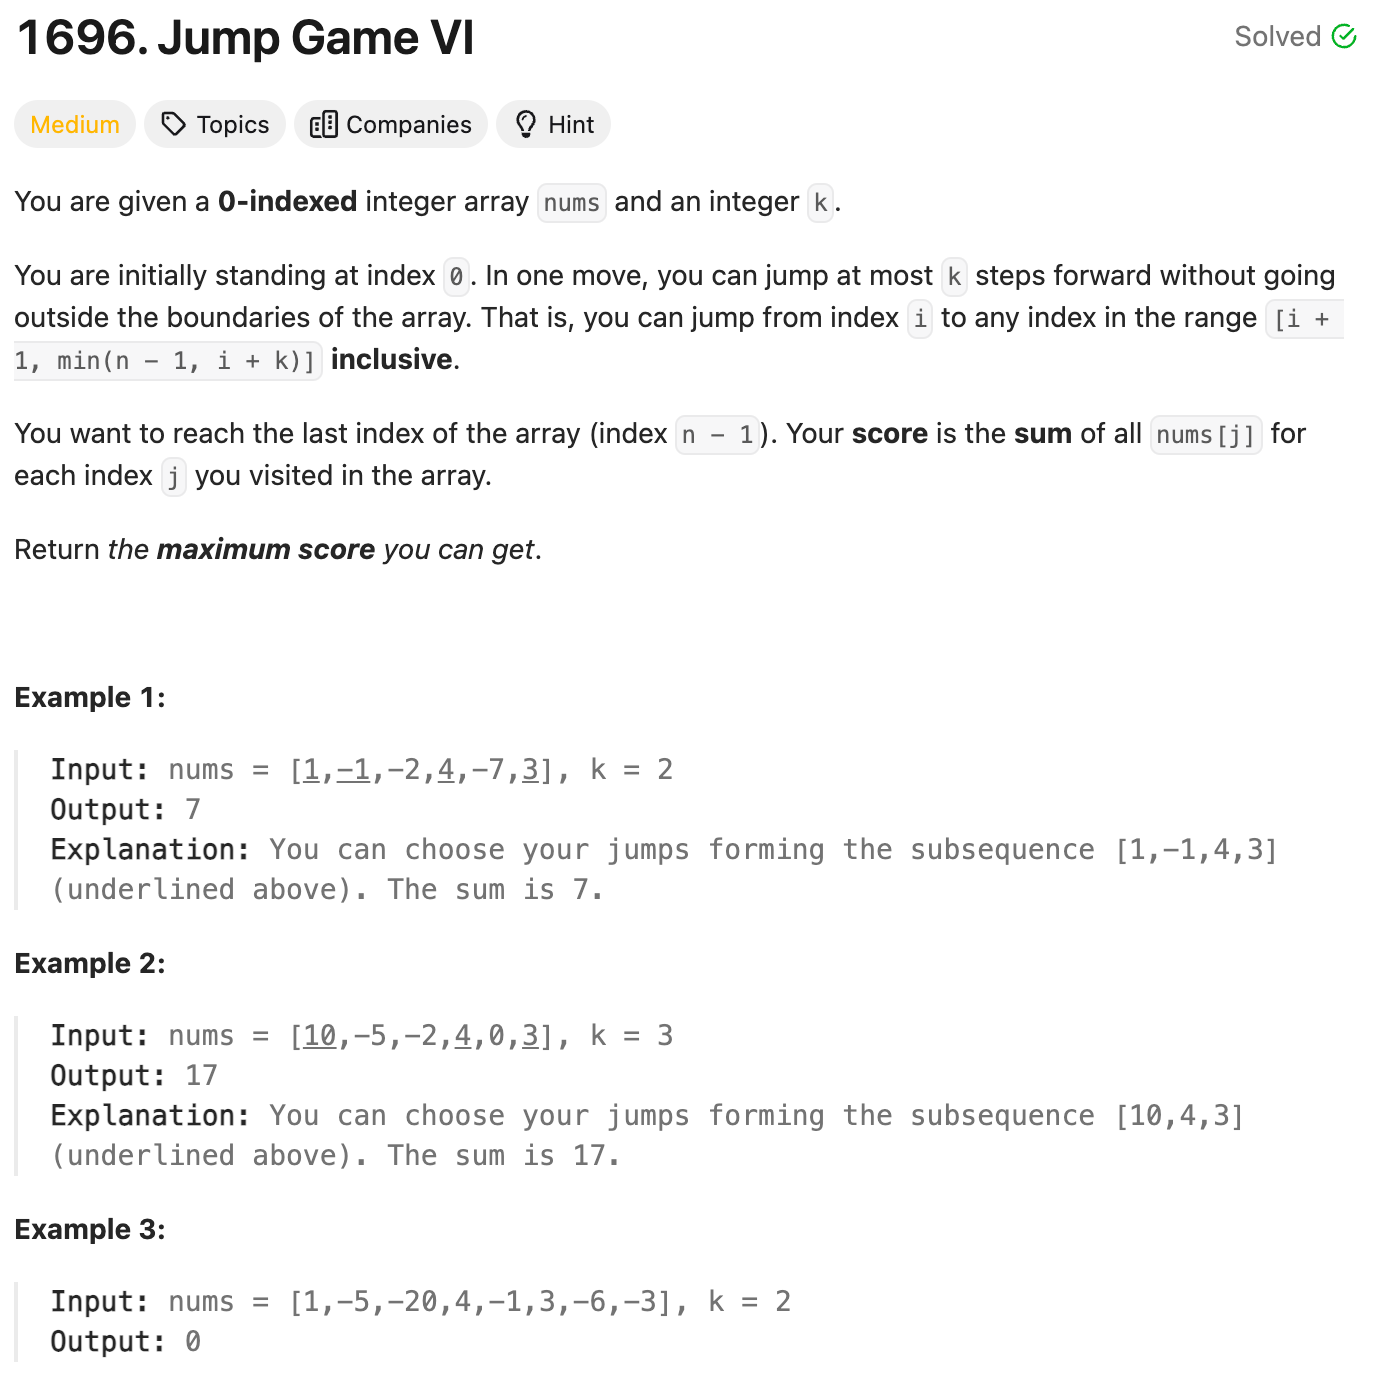 1696. Jump Game VI
Solved
Medium
Topics
Companies
Hint
You are given a 0-indexed integer array nums and an integer k.
You are initially standing at index 0. In one move, you can jump at most k steps forward without going
outside the boundaries of the array. That is, you can jump from index i to any index in the range [i +
1, min(n - 1, i + k)] inclusive.
You want to reach the last index of the array (index n - 1). Your score is the sum of all nums[j] for
each index j you visited in the array.
Return the maximum score you can get.
Example 1:
Input: nums = [1,-1,-2,4,-7,3], k = 2
Output: 7
Explanation: You can choose your jumps forming the subsequence [1,-1,4,3]
(underlined above). The sum is 7.
Example 2:
Input: nums = [10,-5,-2,4,0,3], k = 3
Output: 17
Explanation: You can choose your jumps forming the subsequence [10,4,3]
(underlined above). The sum is 17.
Example 3:
Input: nums = [1,-5,-20,4,-1,3,-6,-3], k = 2
Output: 0